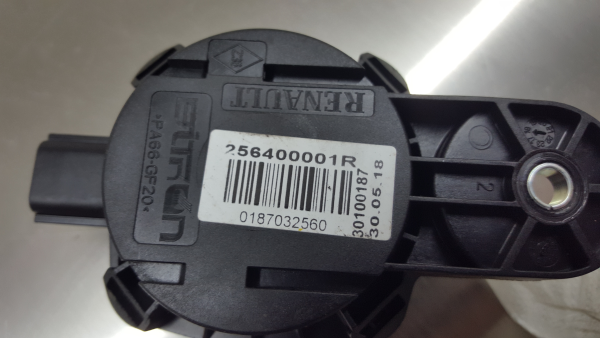 RENAULT
256400001R
0187032560
30100187
30.05.18
>PA66-GF20<
2